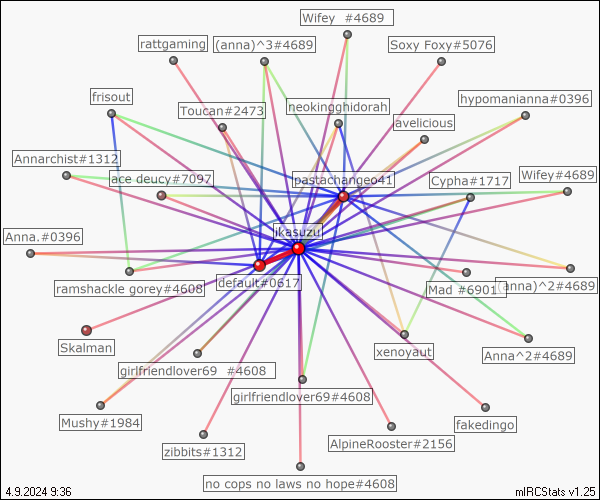 Wifey  #4689
rattgaming
(anna)^3#4689
Soxy Foxy#5076
frisout
Toucan#2473
neokingghidorah
hypomanianna#0396
avelicious
Annarchist#1312
ace deucy#7097
pastachangeo41
Cypha#1717
Wifey#4689
Anna.#0396
ikasuzu
ramshackle gorey#4608
default#0617
Mad #6901
(anna)^2#4689
Skalman
girlfriendlover69  #4608
xenoyaut
Anna^2#4689
girlfriendlover69#4608
Mushy#1984
fakedingo
zibbits#1312
AlpineRooster#2156
no cops no laws no hope#4608
4.9.2024 9:36
mIRCStats v1.25